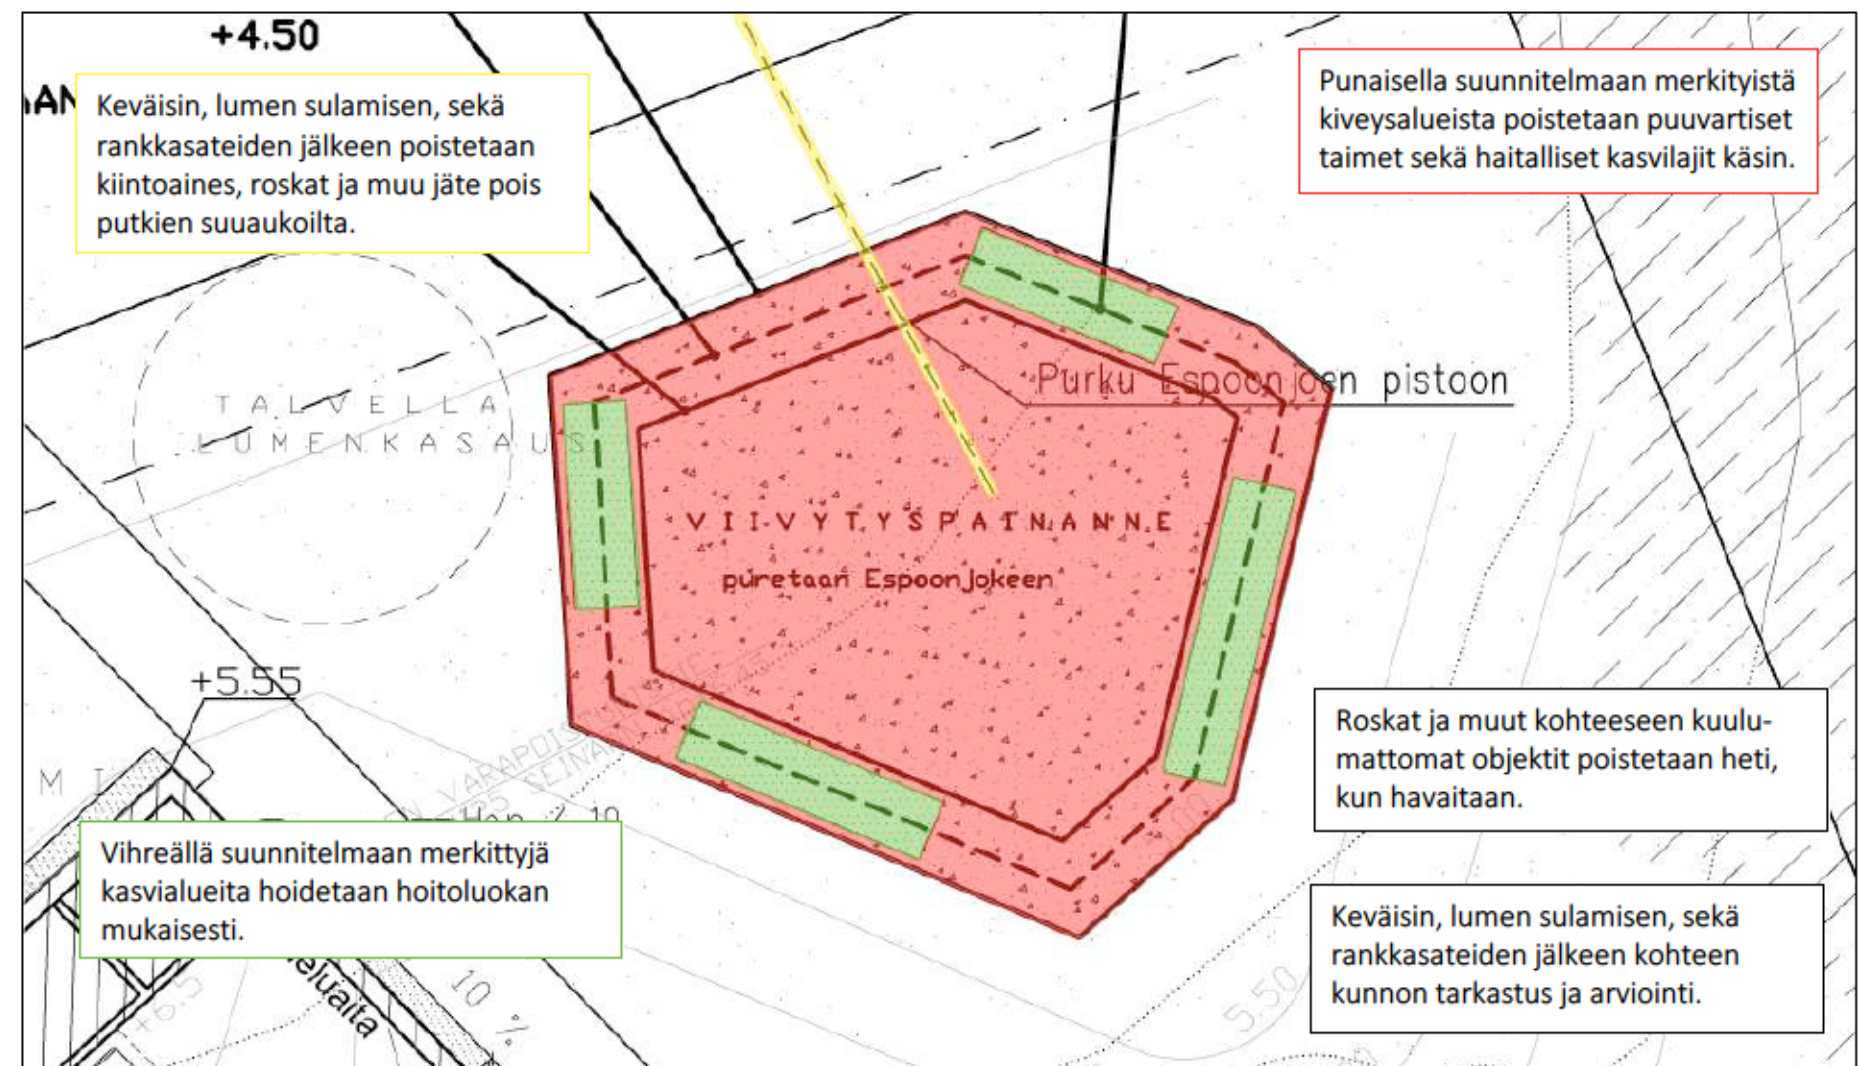 +4.50
Keväisin, lumen sulamisen, sekä
rankkasateiden jälkeen poistetaan
kiintoaines, roskat ja muu jäte pois
putkien suuaukoilta.
Punaisella suunnitelmaan merkityistä
kiveysalueista poistetaan puuvartiset
taimet sekä haitalliset kasvilajit käsin.
Purku Espoonjoen pistoon
TALVELLA
LUMENKASAUS
VIIVYTYSPAINANNE
puretaan Espoonjokeen
+5.55
Roskat ja muut kohteeseen kuulu-
mattomat objektit poistetaan heti,
kun havaitaan.
Vihreällä suunnitelmaan merkittyjä
kasvialueita hoidetaan hoitoluokan
mukaisesti.
Keväisin, lumen sulamisen, sekä
rankkasateiden jälkeen kohteen
kunnon tarkastus ja arviointi.
10 %
+6.5
5.50